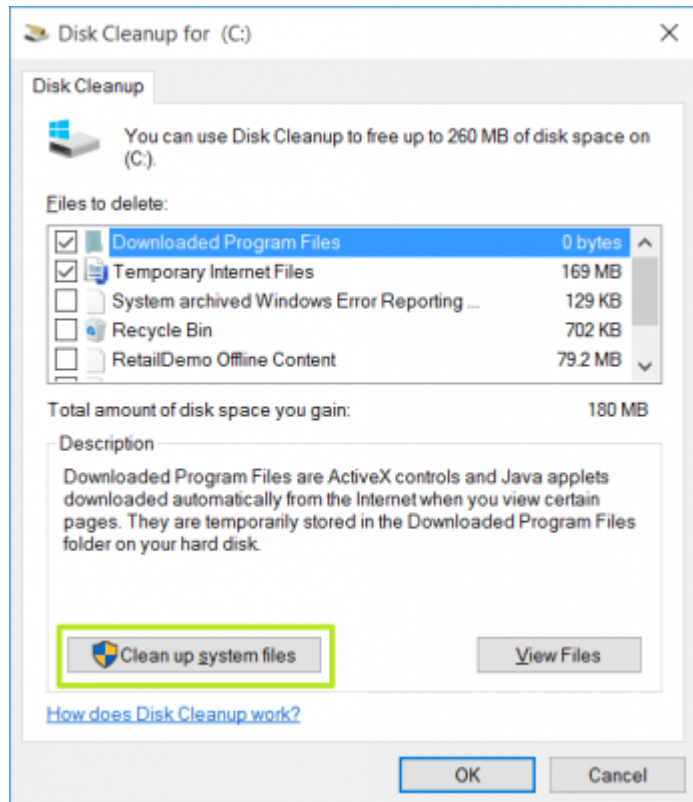 Disk Cleanup for (C:)
Disk Cleanup
You can use Disk Cleanup to free up to 260 MB of disk space on
(C:).
Files to delete:
Downloaded Program Files 0 bytes
Temporary Internet Files 169 MB
System archived Windows Error Reporting ... 129 KB
Recycle Bin 702 KB
RetailDemo Offline Content 79.2 MB
Total amount of disk space you gain: 180 MB
Description
Downloaded Program Files are ActiveX controls and Java applets
downloaded automatically from the Internet when you view certain
pages. They are temporarily stored in the Downloaded Program Files
folder on your hard disk.
Clean up system files View Files
How does Disk Cleanup work?
OK Cancel